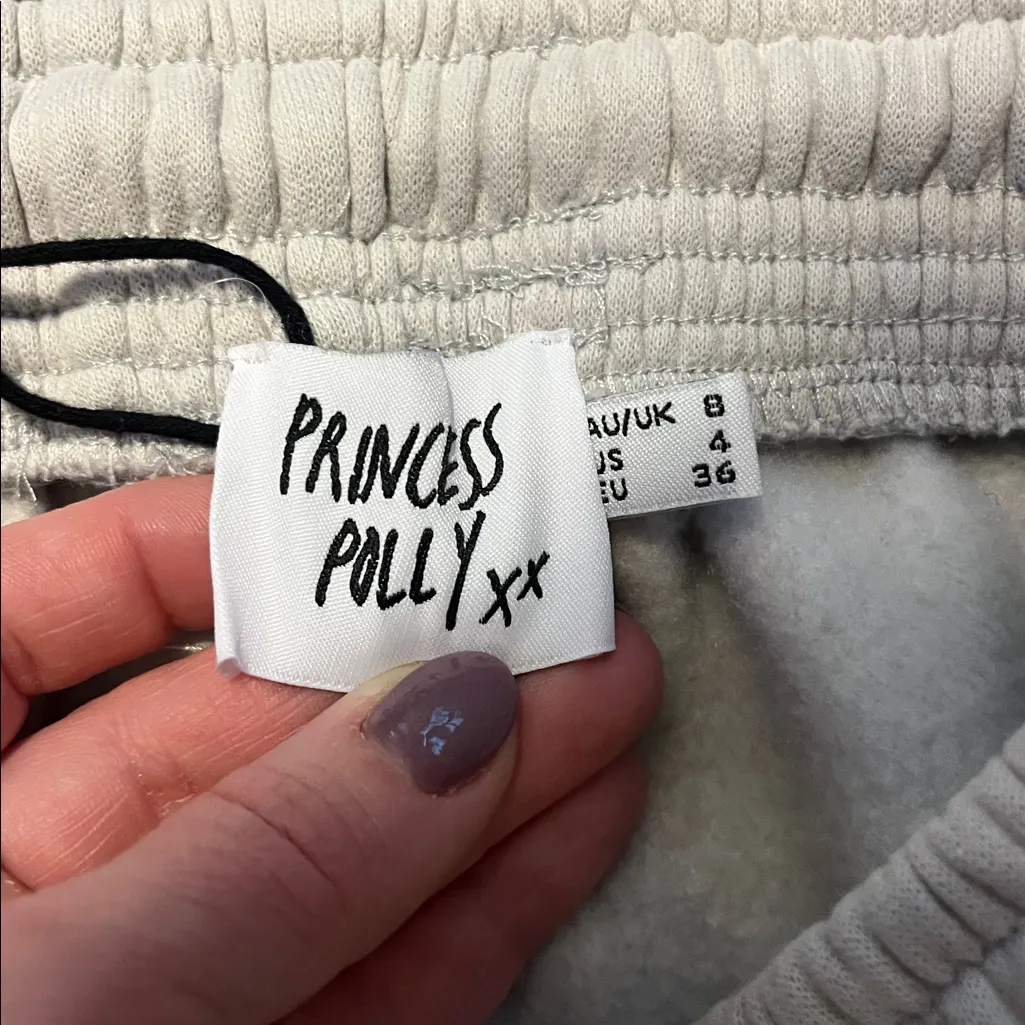 PRINCESS
POLLY xx
AU/UK 8
US 4
EU 36